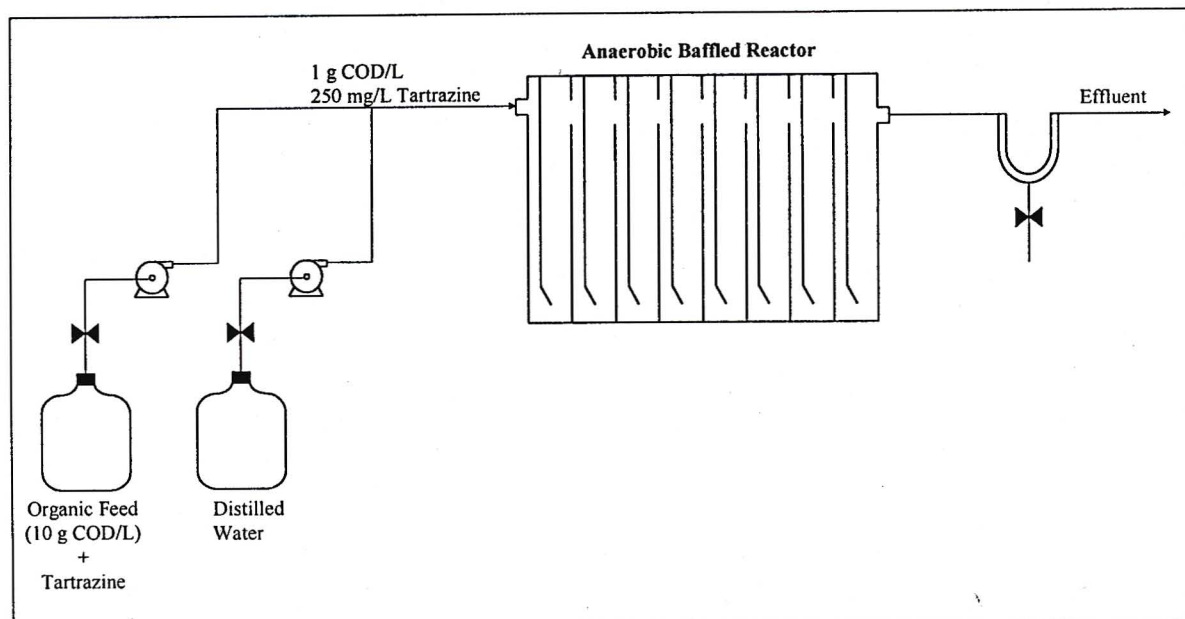 Anaerobic Baffled Reactor
1 g COD/L
250 mg/L Tartrazine
Effluent
Organic Feed
(10 g COD/L)
+
Tartrazine
Distilled
Water